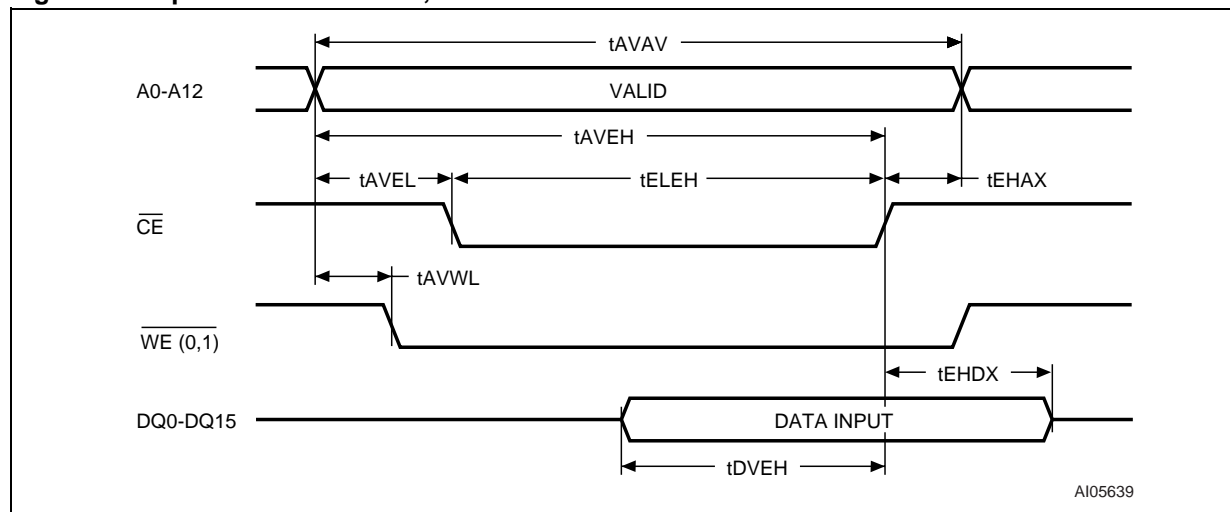 tAVAV
A0-A12
VALID
tAVEH
tAVEL
tELEH
tEHAX
CE
tAVWL
WE (0,1)
tEHDX
DQ0-DQ15
DATA INPUT
tDVEH
AI05639